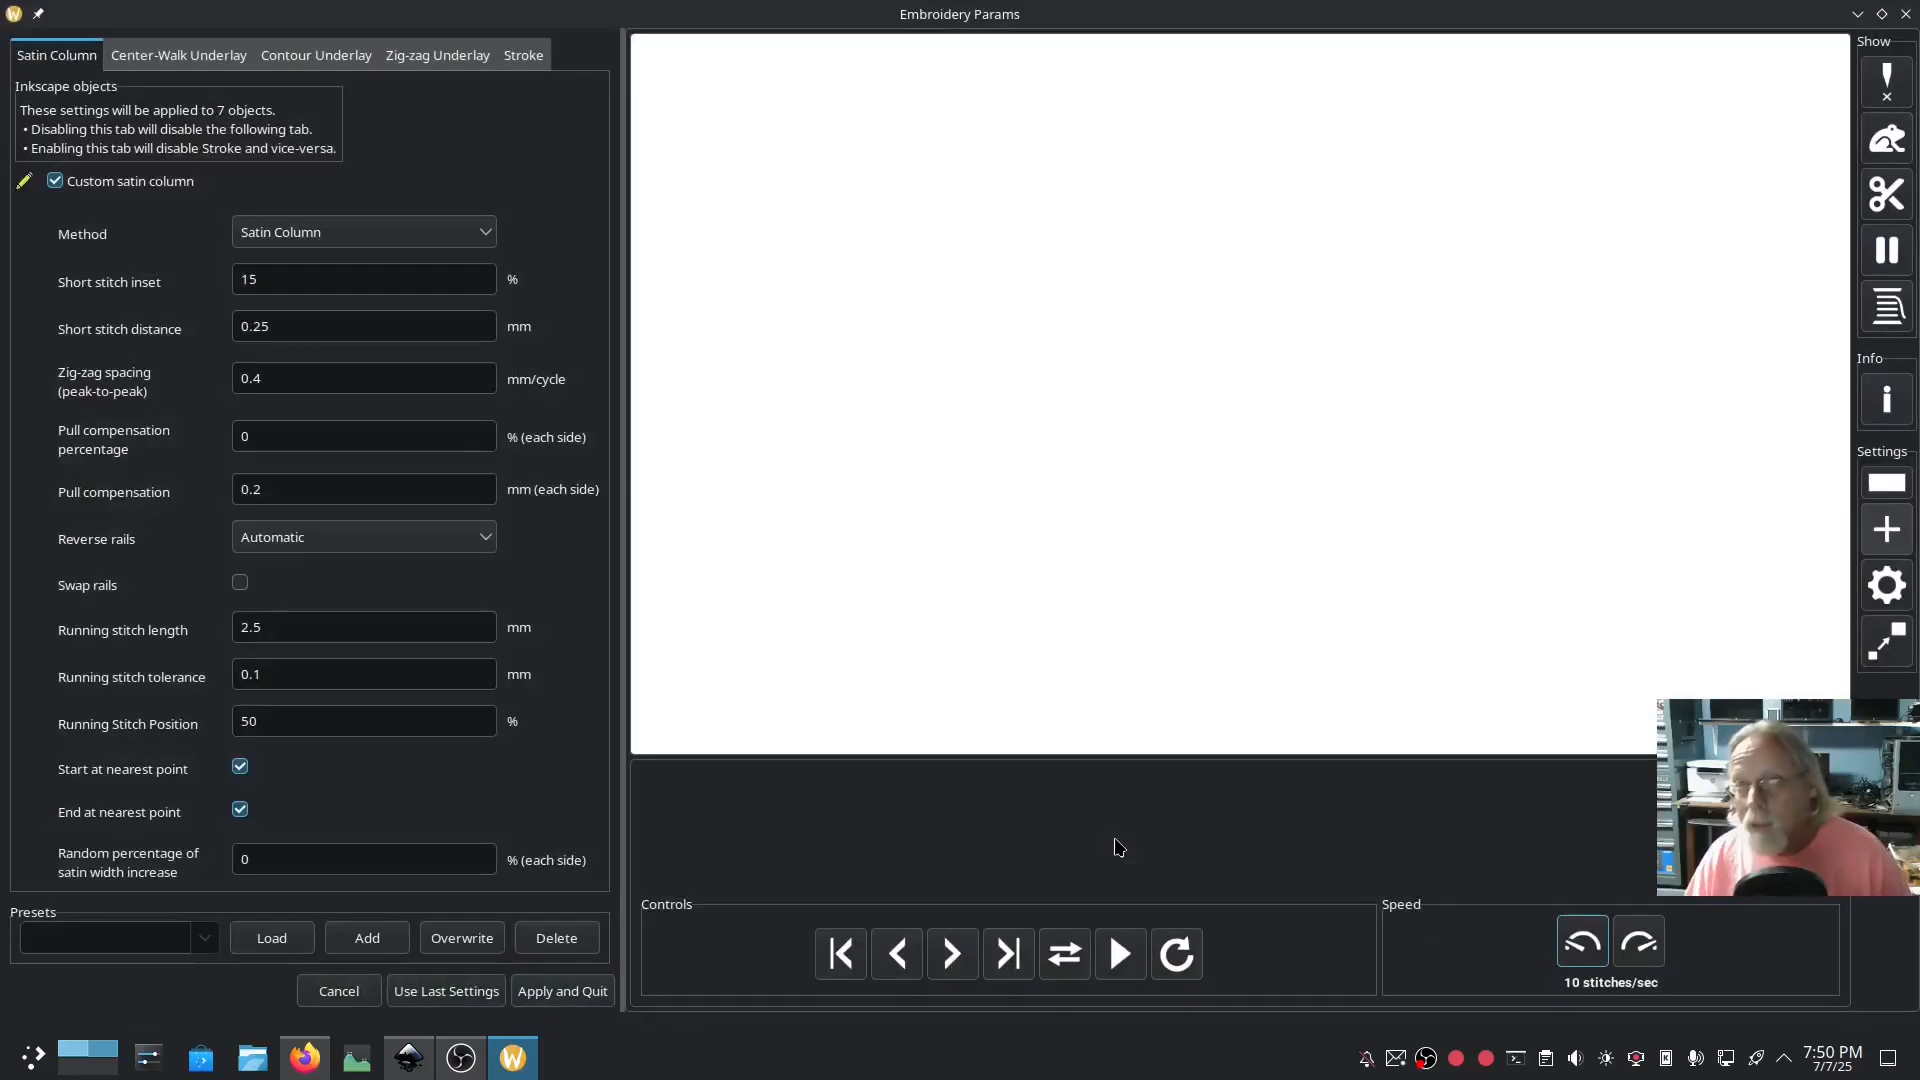 Embroidery Params
Satin Column
Center-Walk Underlay
Contour Underlay
Zig-zag Underlay
Stroke
Inkscape objects
These settings will be applied to 7 objects.
• Disabling this tab will disable the following tab.
• Enabling this tab will disable Stroke and vice-versa.
Custom satin column
Method
Satin Column
Short stitch inset
15
%
Short stitch distance
0.25
mm
Zig-zag spacing
(peak-to-peak)
0.4
mm/cycle
Pull compensation
percentage
0
% (each side)
Pull compensation
0.2
mm (each side)
Reverse rails
Automatic
Swap rails
Running stitch length
2.5
mm
Running stitch tolerance
0.1
mm
Running Stitch Position
50
%
Start at nearest point
End at nearest point
Random percentage of
satin width increase
0
% (each side)
Presets
Load
Add
Overwrite
Delete
Cancel
Use Last Settings
Apply and Quit
Controls
Speed
10 stitches/sec
Show
Info
Settings
7:50 PM
7/7/25